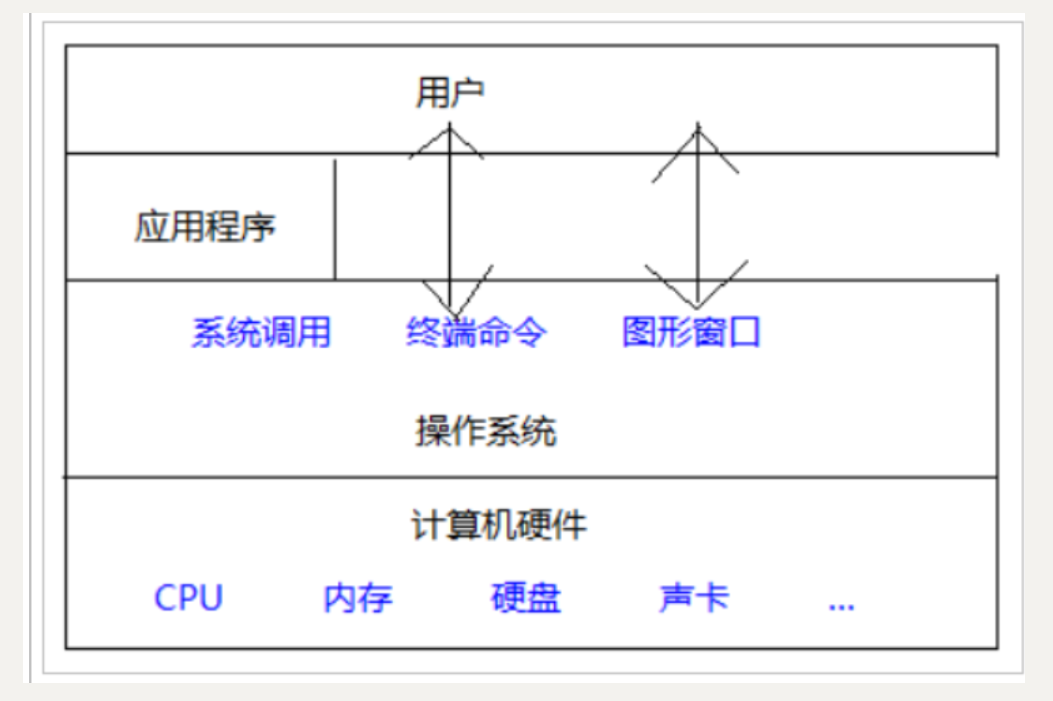 用户
应用程序
系统调用 终端命令 图形窗口
操作系统
计算机硬件
CPU 内存 硬盘 声卡 ...